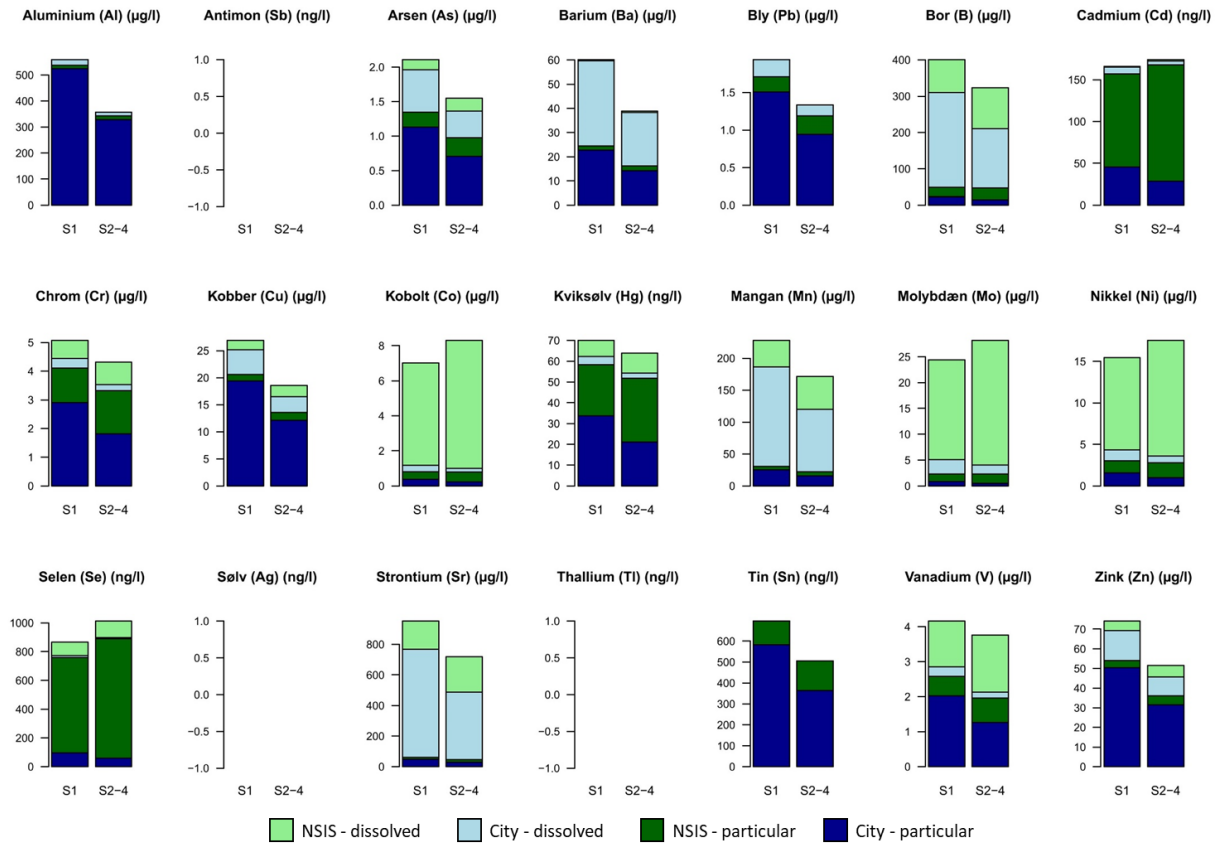 Aluminium (Al) (µg/l) Antimon (Sb) (ng/l) Arsen (As) (µg/l) Barium (Ba) (µg/l) Bly (Pb) (µg/l) Bor (B) (µg/l) Cadmium (Cd) (ng/l)
500 400 300 200 100 0
1.0 0.5 0.0 −0.5 −1.0
2.0 1.5 1.0 0.5 0.0
60 50 40 30 20 10 0
1.5 1.0 0.5 0.0
400 300 200 100 0
150 100 50 0
S1 S2−4 S1 S2−4 S1 S2−4 S1 S2−4 S1 S2−4 S1 S2−4 S1 S2−4
Chrom (Cr) (µg/l) Kobber (Cu) (µg/l) Kobolt (Co) (µg/l) Kviksølv (Hg) (ng/l) Mangan (Mn) (µg/l) Molybdæn (Mo) (µg/l) Nikkel (Ni) (µg/l)
5 4 3 2 1 0
25 20 15 10 5 0
8 6 4 2 0
70 60 50 40 30 20 10 0
200 150 100 50 0
25 20 15 10 5 0
15 10 5 0
S1 S2−4 S1 S2−4 S1 S2−4 S1 S2−4 S1 S2−4 S1 S2−4 S1 S2−4
Selen (Se) (ng/l) Sølv (Ag) (ng/l) Strontium (Sr) (µg/l) Thallium (Tl) (ng/l) Tin (Sn) (ng/l) Vanadium (V) (µg/l) Zink (Zn) (µg/l)
1000 800 600 400 200 0
1.0 0.5 0.0 −0.5 −1.0
800 600 400 200 0
1.0 0.5 0.0 −0.5 −1.0
600 500 400 300 200 100 0
4 3 2 1 0
70 60 50 40 30 20 10 0
S1 S2−4 S1 S2−4 S1 S2−4 S1 S2−4 S1 S2−4 S1 S2−4 S1 S2−4
NSIS - dissolved City - dissolved NSIS - particular City - particular